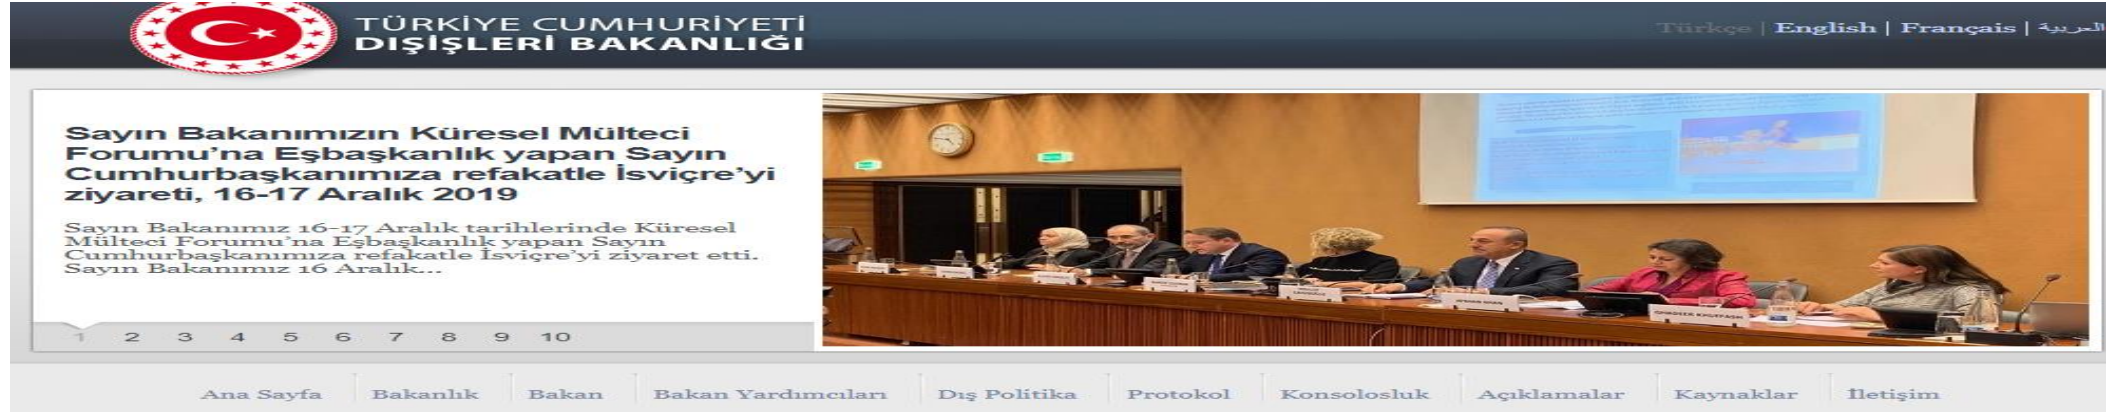 TÜRKİYE CUMHURİYETİ
DIŞİŞLERİ BAKANLIĞI
Türkçe | English | Français | العربية
Sayın Bakanımızın Küresel Mülteci
Forumu’na Eşbaşkanlık yapan Sayın
Cumhurbaşkanımıza refakatle İsviçre’yi
ziyareti, 16-17 Aralık 2019
Sayın Bakanımız 16-17 Aralık tarihlerinde Küresel
Mülteci Forumu’na Eşbaşkanlık yapan Sayın
Cumhurbaşkanımıza refakatle İsviçre’yi ziyaret etti.
Sayın Bakanımız 16 Aralık...
1 2 3 4 5 6 7 8 9 10
Ana Sayfa Bakanlık Bakan Bakan Yardımcıları Dış Politika Protokol Konsolosluk Açıklamalar Kaynaklar İletişim